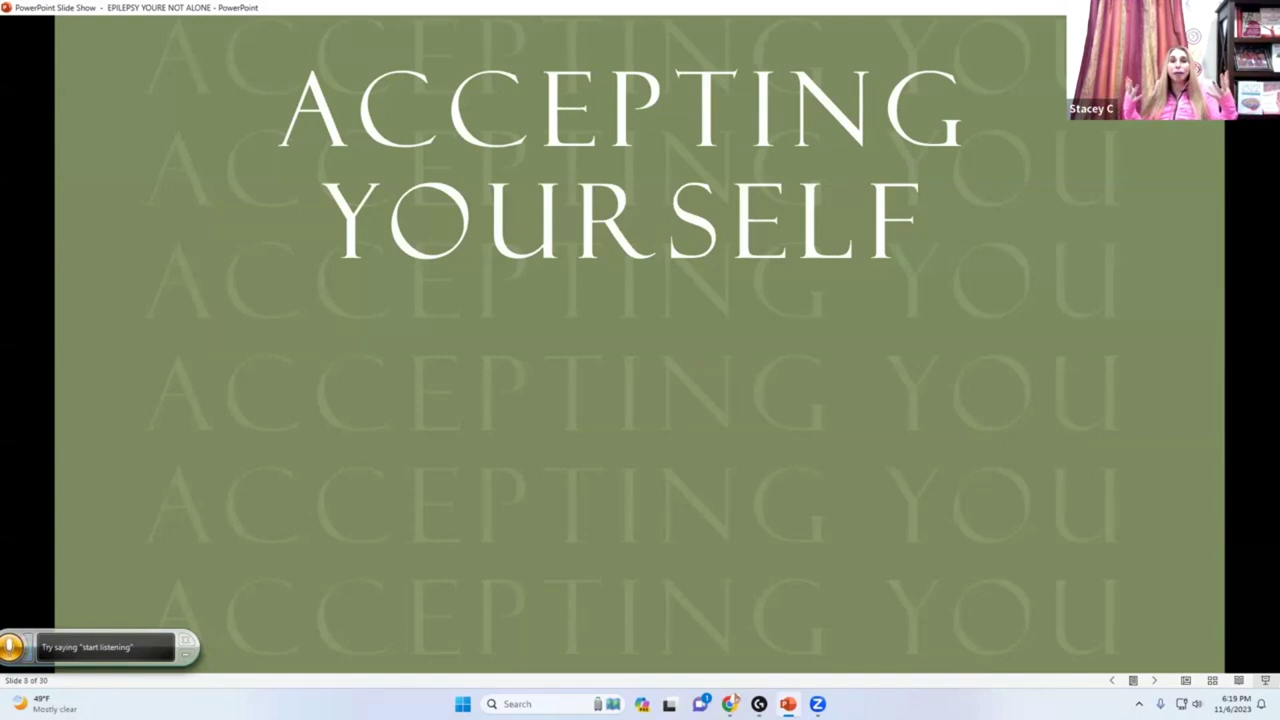 PowerPoint Slide Show - EPILEPSY YOURE NOT ALONE - PowerPoint
ACCEPTING YOU
ACCEPTING
Stacey C
ACCEPTING YOU
YOURSELF
ACCEPTING YOU
ACCEPTING YOU
ACCEPTING YOU
ACCEPTING YOU
Try saying "start listening"
Slide 8 of 30
49°F
Mostly clear
Search
1
6:19 PM
11/6/2023